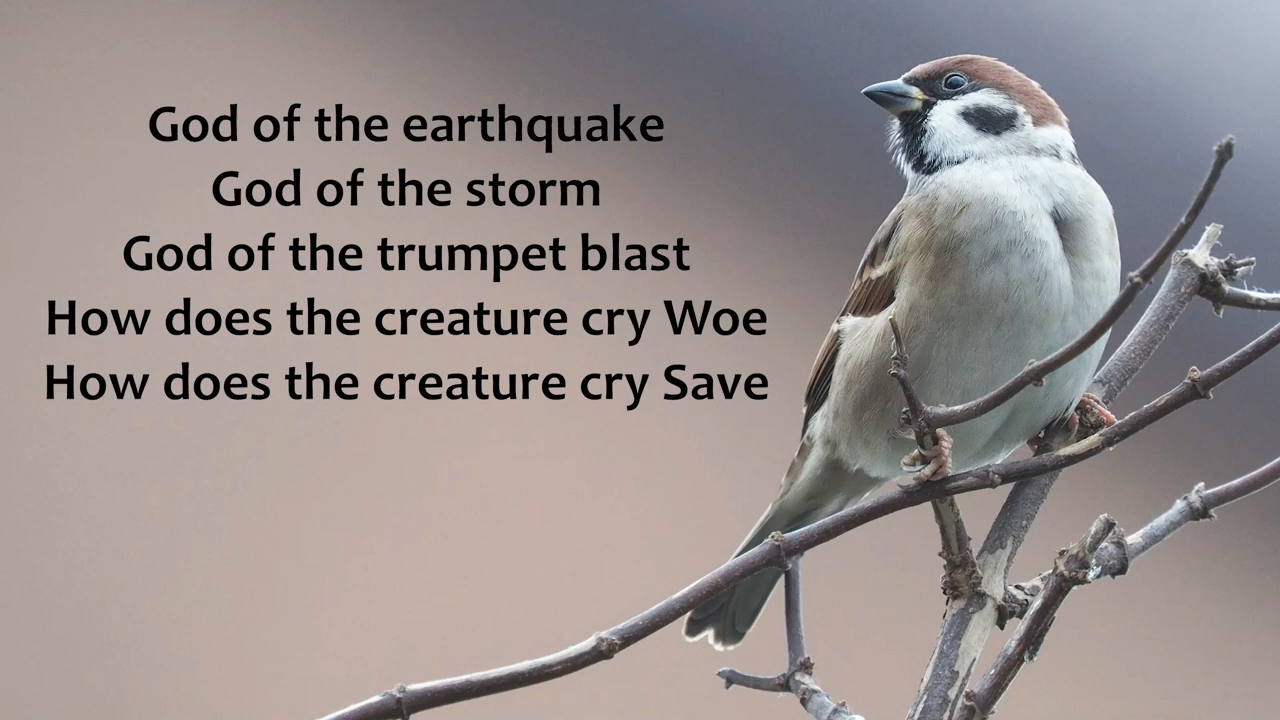 God of the earthquake
God of the storm
God of the trumpet blast
How does the creature cry Woe
How does the creature cry Save